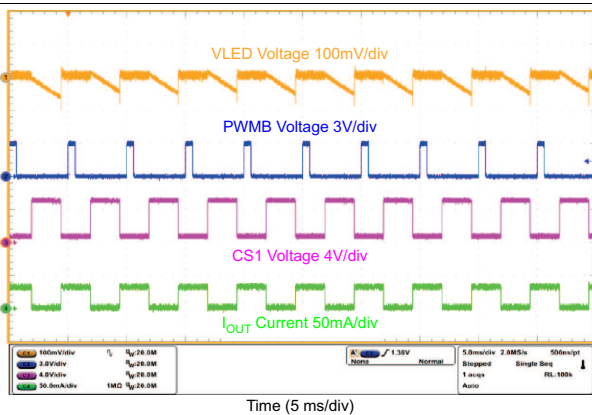 VLED Voltage 100mV/div
PWMB Voltage 3V/div
CS1 Voltage 4V/div
IOUT Current 50mA/div
100mV/div BW:20.0M
3.0V/div BW:20.0M
4.0V/div BW:20.0M
50.0mA/div 1MΩ BW:20.0M
1.38V
None Normal
5.0ms/div 2.0MS/s 500ns/pt
Stopped Single Seq
1 acqs RL:100k
Auto
Time (5 ms/div)